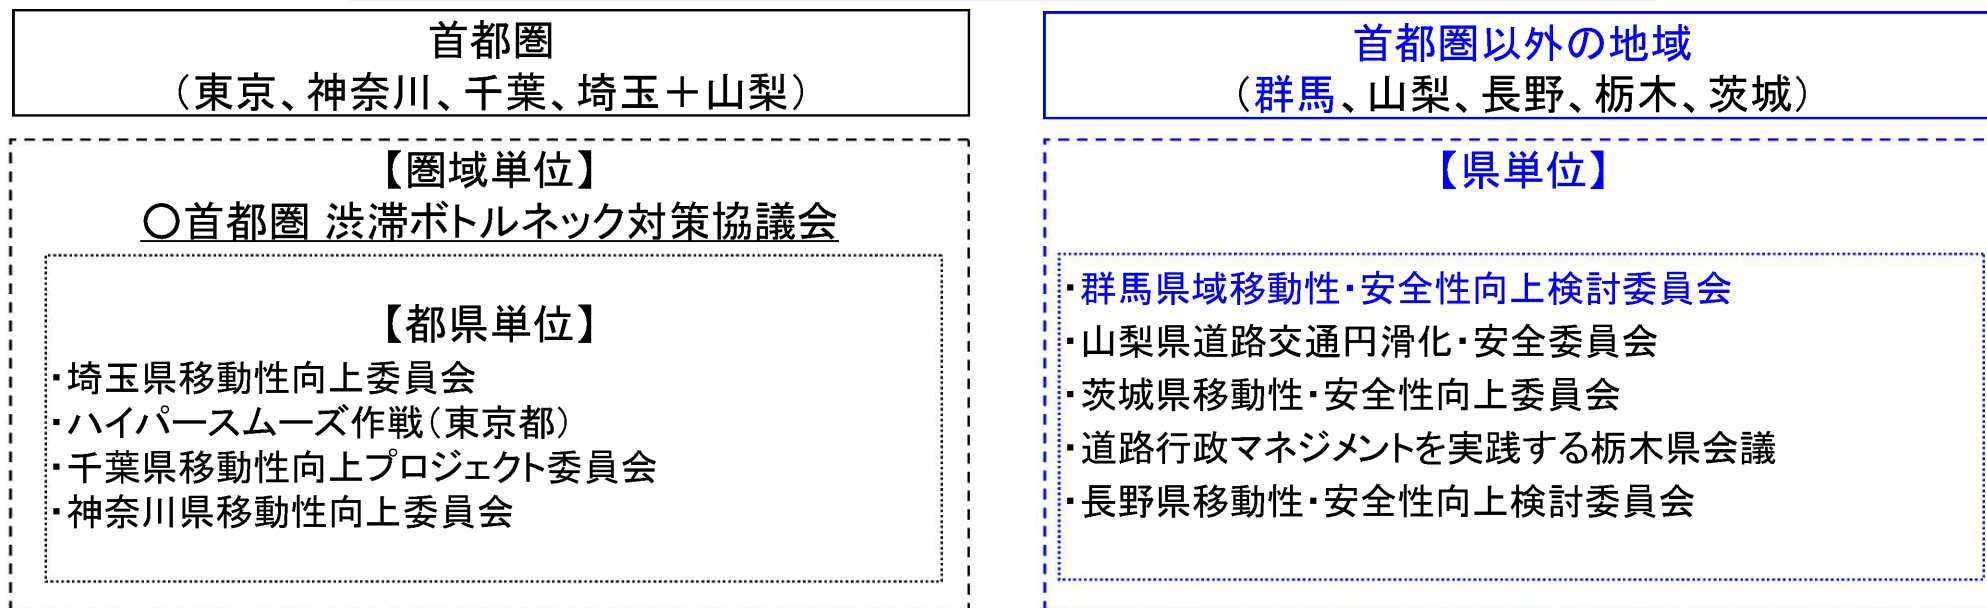 首都圏
（東京、神奈川、千葉、埼玉＋山梨）
【圏域単位】
〇首都圏 渋滞ボトルネック対策協議会
【都県単位】
・埼玉県移動性向上委員会
・ハイパースムーズ作戦（東京都）
・千葉県移動性向上プロジェクト委員会
・神奈川県移動性向上委員会
首都圏以外の地域
（群馬、山梨、長野、栃木、茨城）
【県単位】
・群馬県域移動性・安全性向上検討委員会
・山梨県道路交通円滑化・安全委員会
・茨城県移動性・安全性向上委員会
・道路行政マネジメントを実践する栃木県会議
・長野県移動性・安全性向上検討委員会